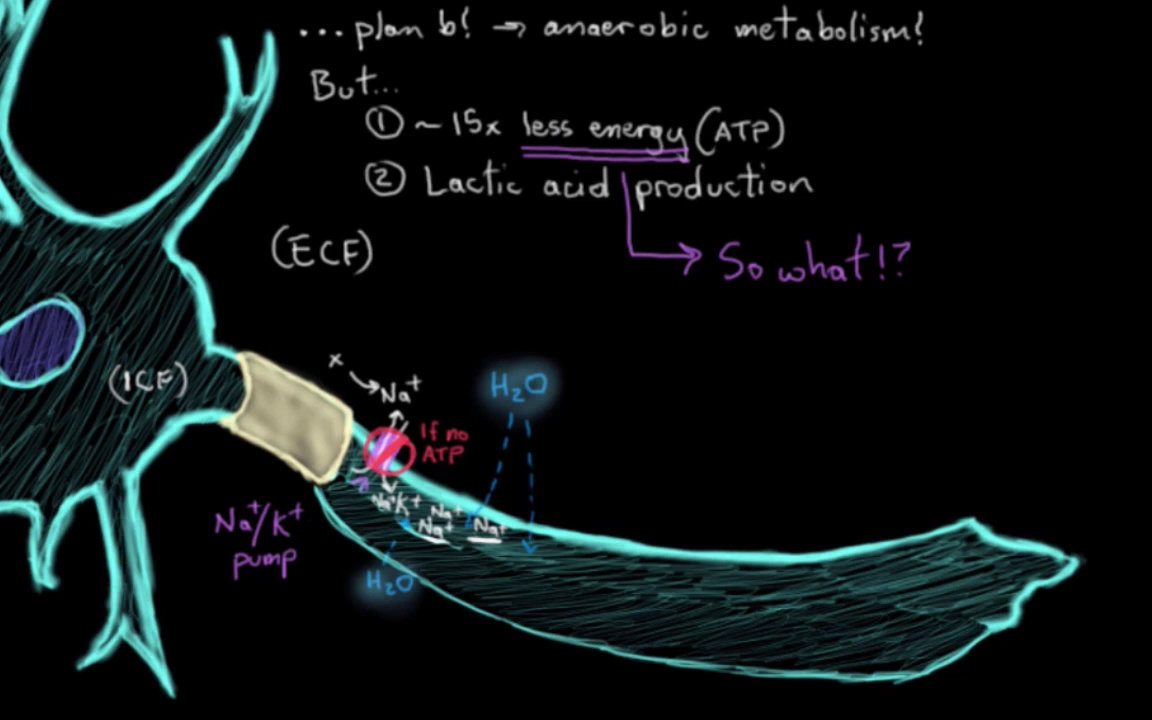 ...plan b! → anaerobic metabolism!
But...
① ~15x less energy (ATP)
② Lactic acid production
So what!?
(ECF)
(ICF)
x
Na⁺
H₂O
If no
ATP
Na⁺K⁺
Na⁺
Na⁺
Na⁺
Na⁺/K⁺
pump
H₂O